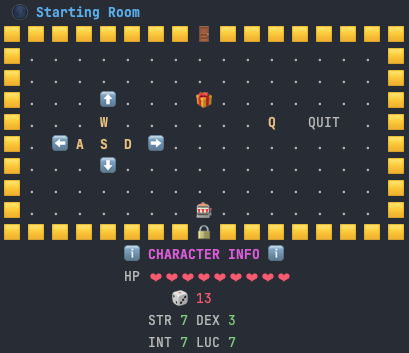 Starting Room
W
Q QUIT
A S D
CHARACTER INFO
HP
13
STR 7 DEX 3
INT 7 LUC 7